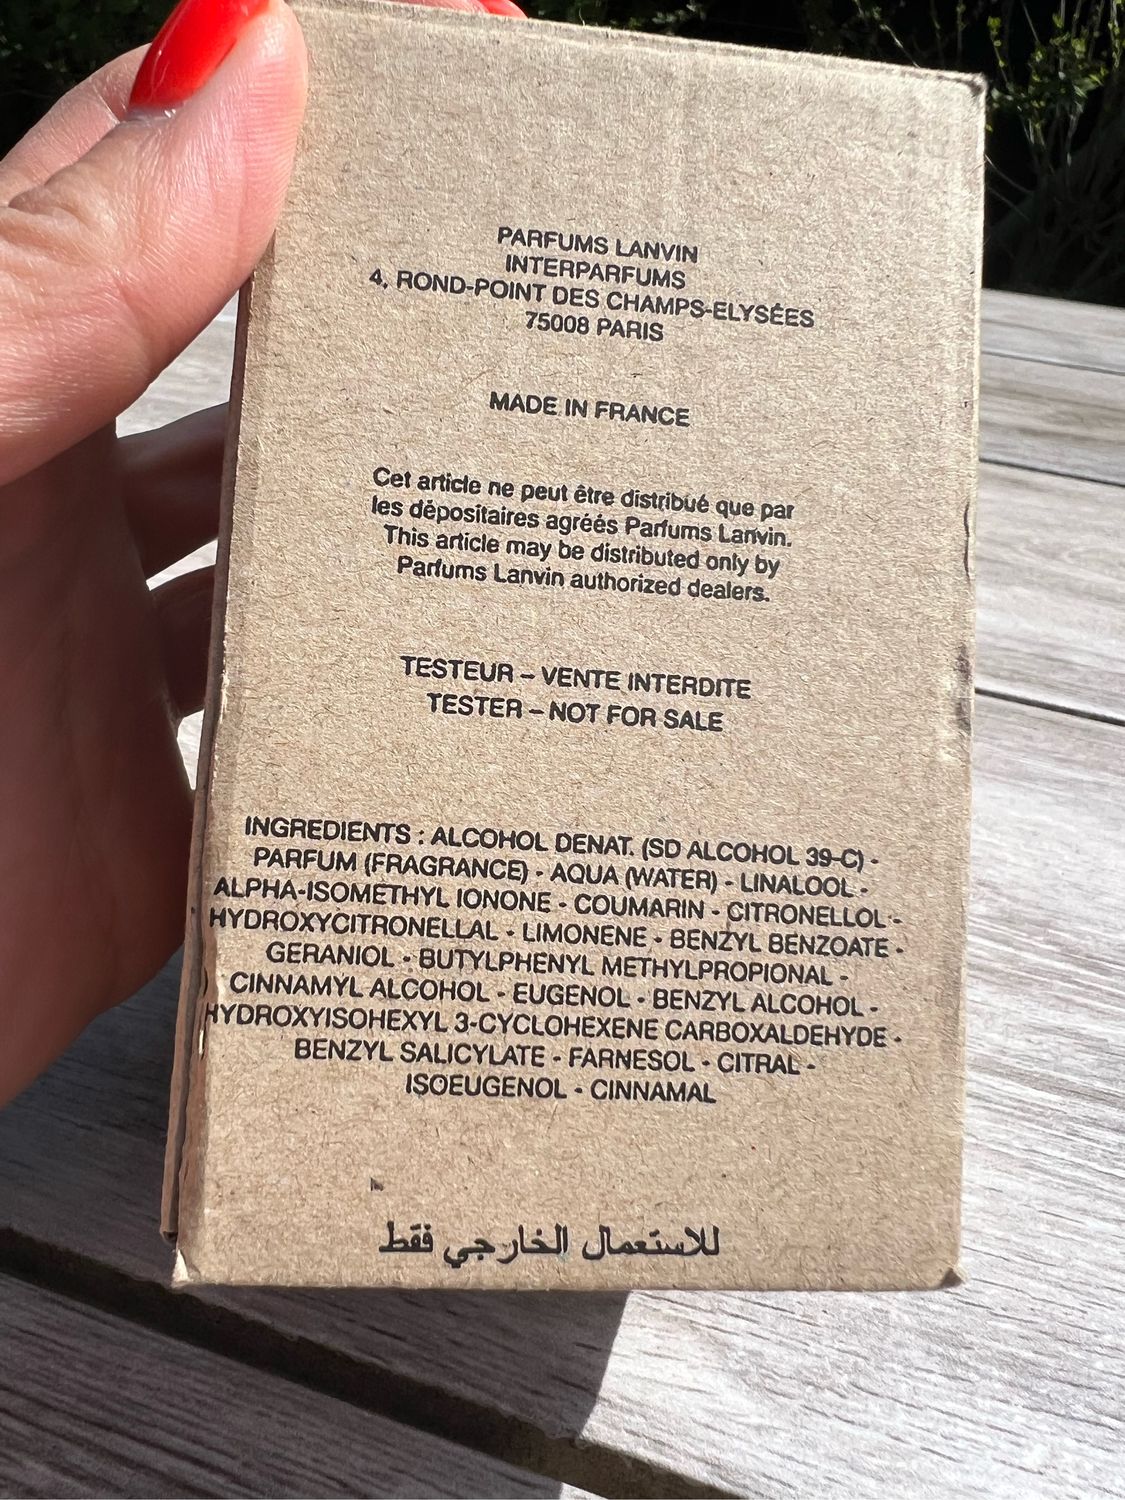 PARFUMS LANVIN
INTERPARFUMS
4, ROND-POINT DES CHAMPS-ELYSÉES
75008 PARIS
MADE IN FRANCE
Cet article ne peut être distribué que par
les dépositaires agréés Parfums Lanvin.
This article may be distributed only by
Parfums Lanvin authorized dealers.
TESTEUR – VENTE INTERDITE
TESTER – NOT FOR SALE
INGREDIENTS : ALCOHOL DENAT. (SD ALCOHOL 39-C) -
PARFUM (FRAGRANCE) - AQUA (WATER) - LINALOOL -
ALPHA-ISOMETHYL IONONE - COUMARIN - CITRONELLOL -
HYDROXYCITRONELLAL - LIMONENE - BENZYL BENZOATE -
GERANIOL - BUTYLPHENYL METHYLPROPIONAL -
CINNAMYL ALCOHOL - EUGENOL - BENZYL ALCOHOL -
HYDROXYISOHEXYL 3-CYCLOHEXENE CARBOXALDEHYDE -
BENZYL SALICYLATE - FARNESOL - CITRAL -
ISOEUGENOL - CINNAMAL
للاستعمال الخارجي فقط